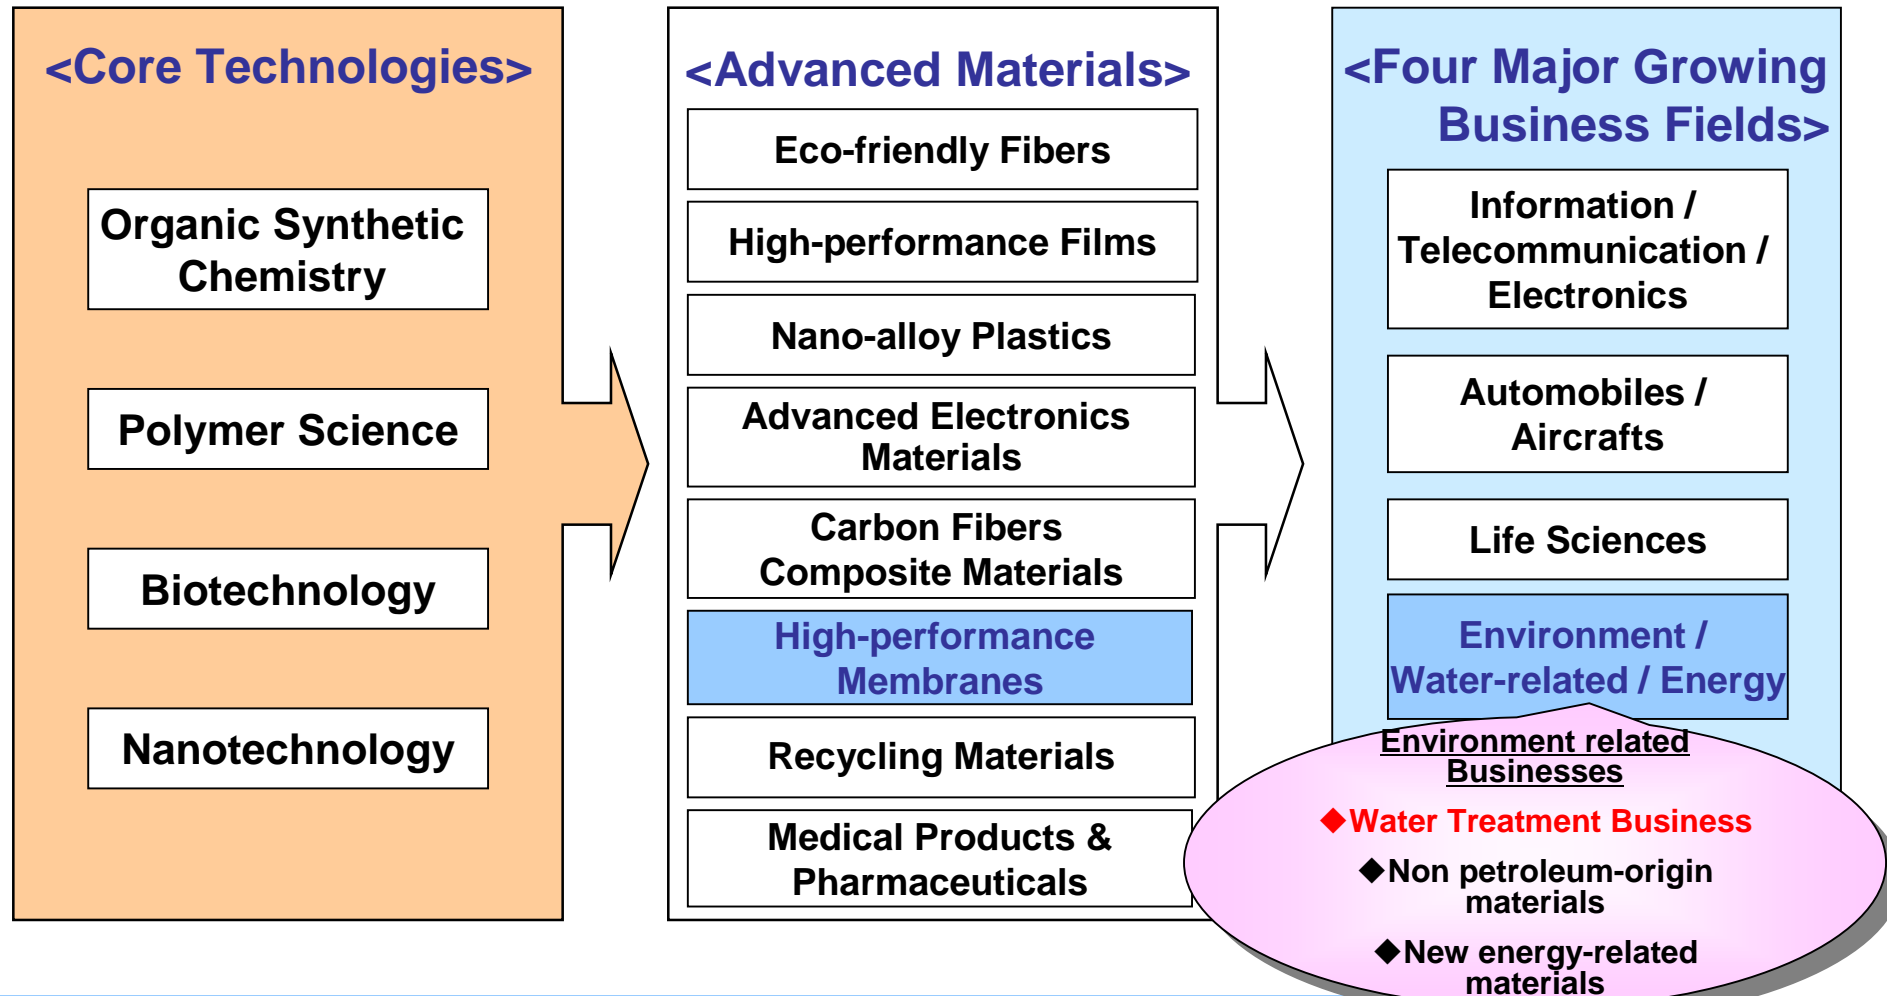 <Core Technologies>
Organic Synthetic
Chemistry
Polymer Science
Biotechnology
Nanotechnology
<Advanced Materials>
Eco-friendly Fibers
High-performance Films
Nano-alloy Plastics
Advanced Electronics
Materials
Carbon Fibers
Composite Materials
High-performance
Membranes
Recycling Materials
Medical Products &
Pharmaceuticals
<Four Major Growing
Business Fields>
Information /
Telecommunication /
Electronics
Automobiles /
Aircrafts
Life Sciences
Environment /
Water-related / Energy
Environment related
Businesses
◆Water Treatment Business
◆Non petroleum-origin
materials
◆New energy-related
materials